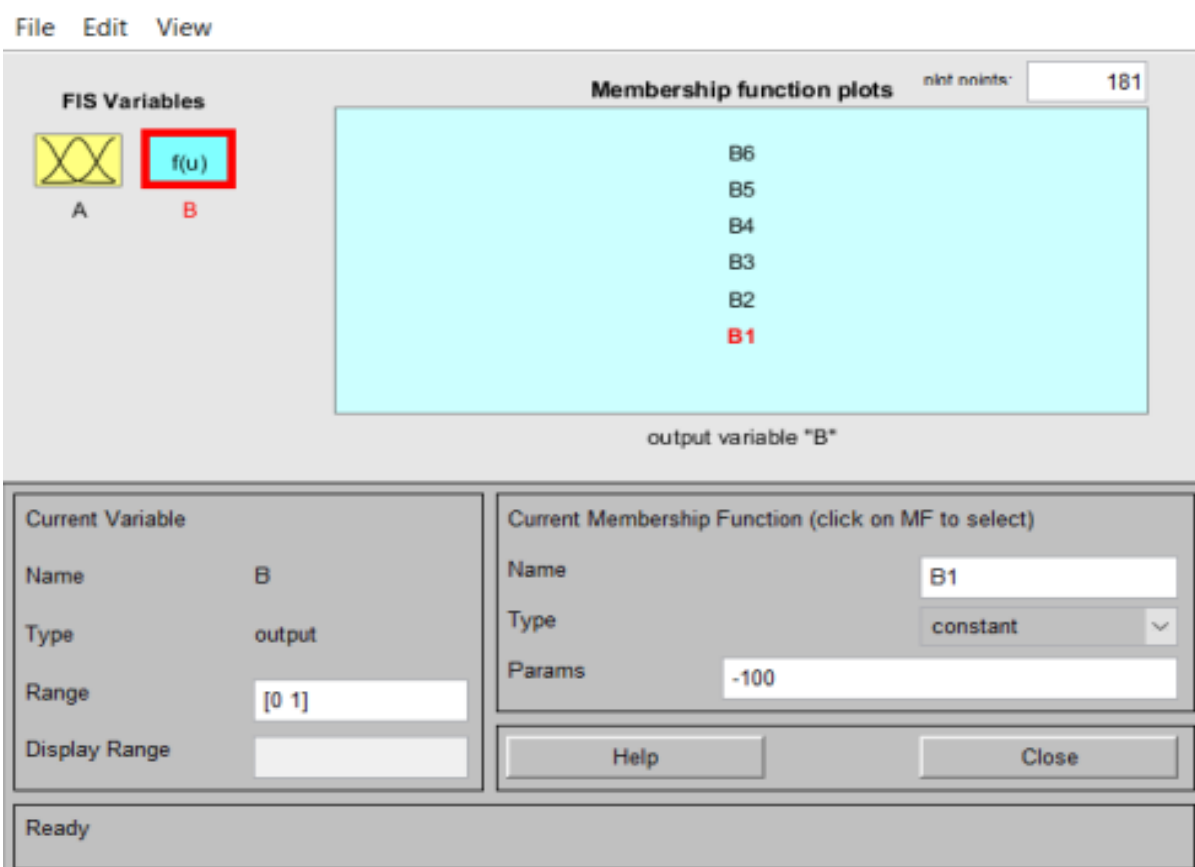 File Edit View
FIS Variables
f(u)
A B
Membership function plots plot points: 181
B6
B5
B4
B3
B2
B1
output variable "B"
Current Variable
Name B
Type output
Range [0 1]
Display Range
Current Membership Function (click on MF to select)
Name B1
Type constant
Params -100
Help Close
Ready